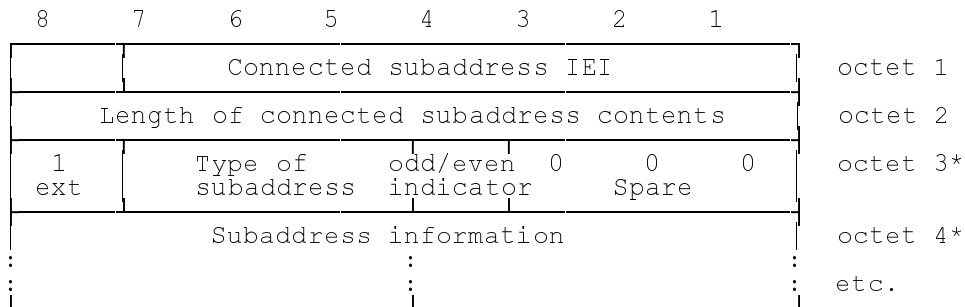 8 7 6 5 4 3 2 1
Connected subaddress IEI octet 1
Length of connected subaddress contents octet 2
1 Type of odd/even 0 0 0 octet 3*
ext subaddress indicator Spare
Subaddress information octet 4*
: : :
: : : etc.